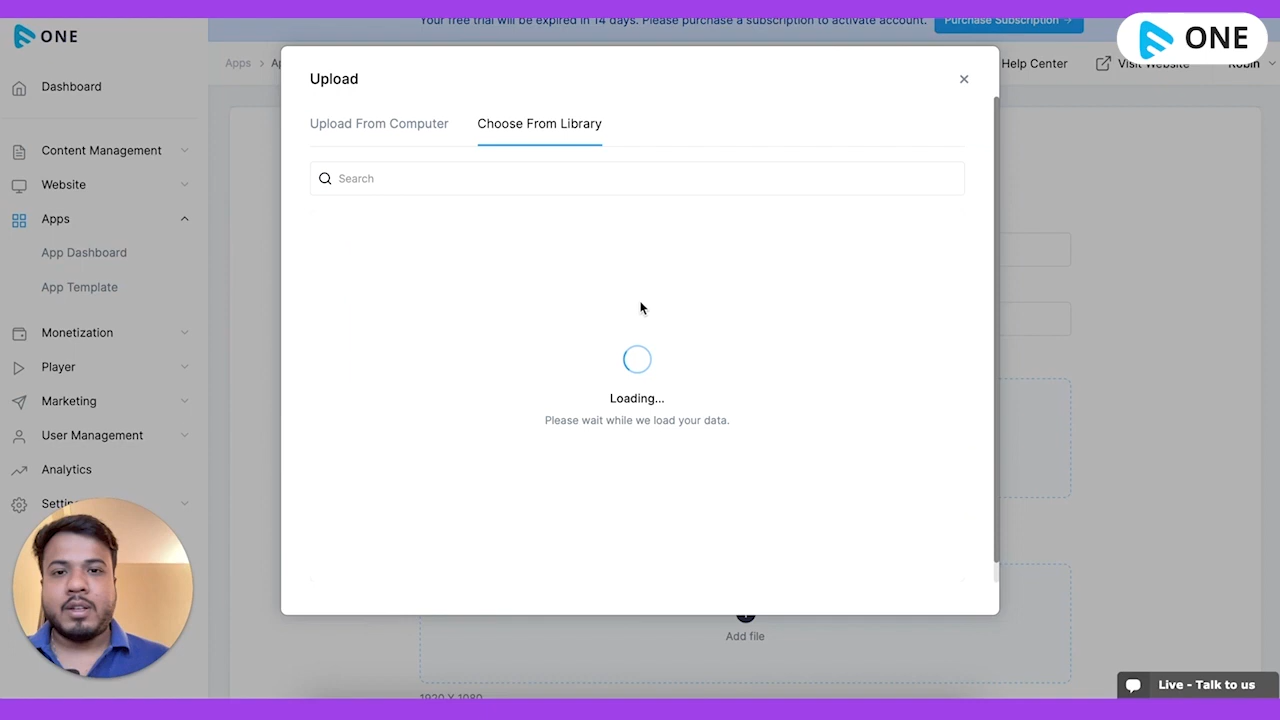 Your free trial will be expired in 14 days. Please purchase a subscription to activate account.
Purchase Subscription →
ONE
ONE
Apps > Ap
Help Center
Visit Website
Robin
Dashboard
Content Management
Website
Apps
App Dashboard
App Template
Monetization
Player
Marketing
User Management
Analytics
Settin
Upload
Upload From Computer
Choose From Library
Search
Loading...
Please wait while we load your data.
Add file
1920 X 1080
Live - Talk to us